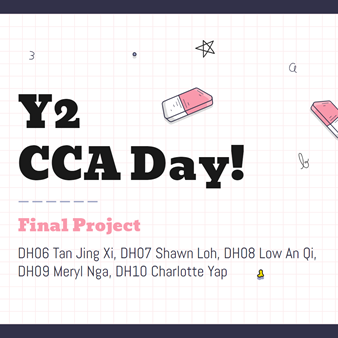 3
a
Y2
CCA Day!
b
Final Project
DH06 Tan Jing Xi, DH07 Shawn Loh, DH08 Low An Qi,
DH09 Meryl Nga, DH10 Charlotte Yap